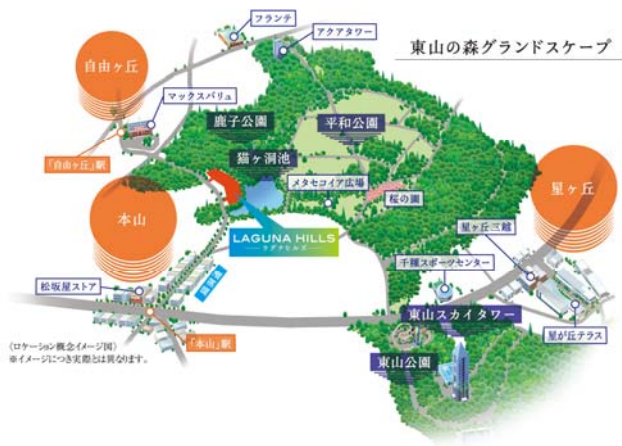 フランテ
アクアタワー
東山の森グランドスケープ
自由ヶ丘
マックスバリュ
鹿子公園
平和公園
「自由ヶ丘」駅
猫ヶ洞池
メタセコイア広場
桜の園
星ヶ丘
本山
LAGUNA HILLS
ラグナヒルズ
星ヶ丘三越
千種スポーツセンター
猫洞通
松坂屋ストア
東山スカイタワー
星が丘テラス
「本山」駅
東山公園
〈ロケーション概念イメージ図〉
※イメージにつき実際とは異なります。